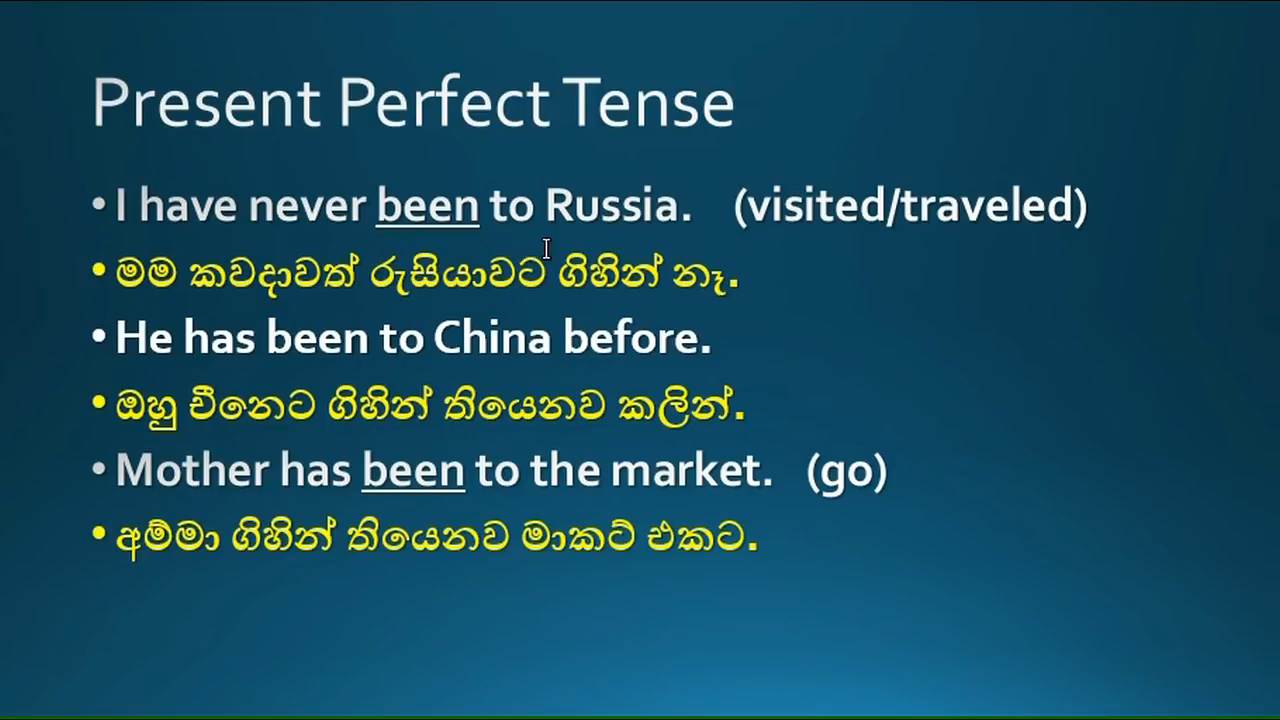 Present Perfect Tense
• I have never been to Russia. (visited/traveled)
• මම කවදාවත් රුසියාවට ගිහින් නෑ.
• He has been to China before.
• ඔහු චීනෙට ගිහින් තියෙනව කලින්.
• Mother has been to the market. (go)
• අම්මා ගිහින් තියෙනව මාකට් එකට.